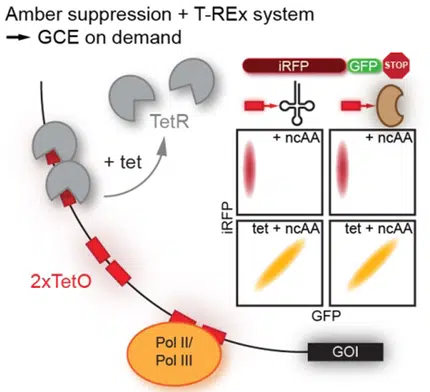 Amber suppression + T-REx system
➞ GCE on demand
iRFP
GFP
STOP
TetR
+ tet
+ ncAA
+ ncAA
iRFP
tet + ncAA
tet + ncAA
GFP
2xTetO
Pol II/
Pol III
GOI